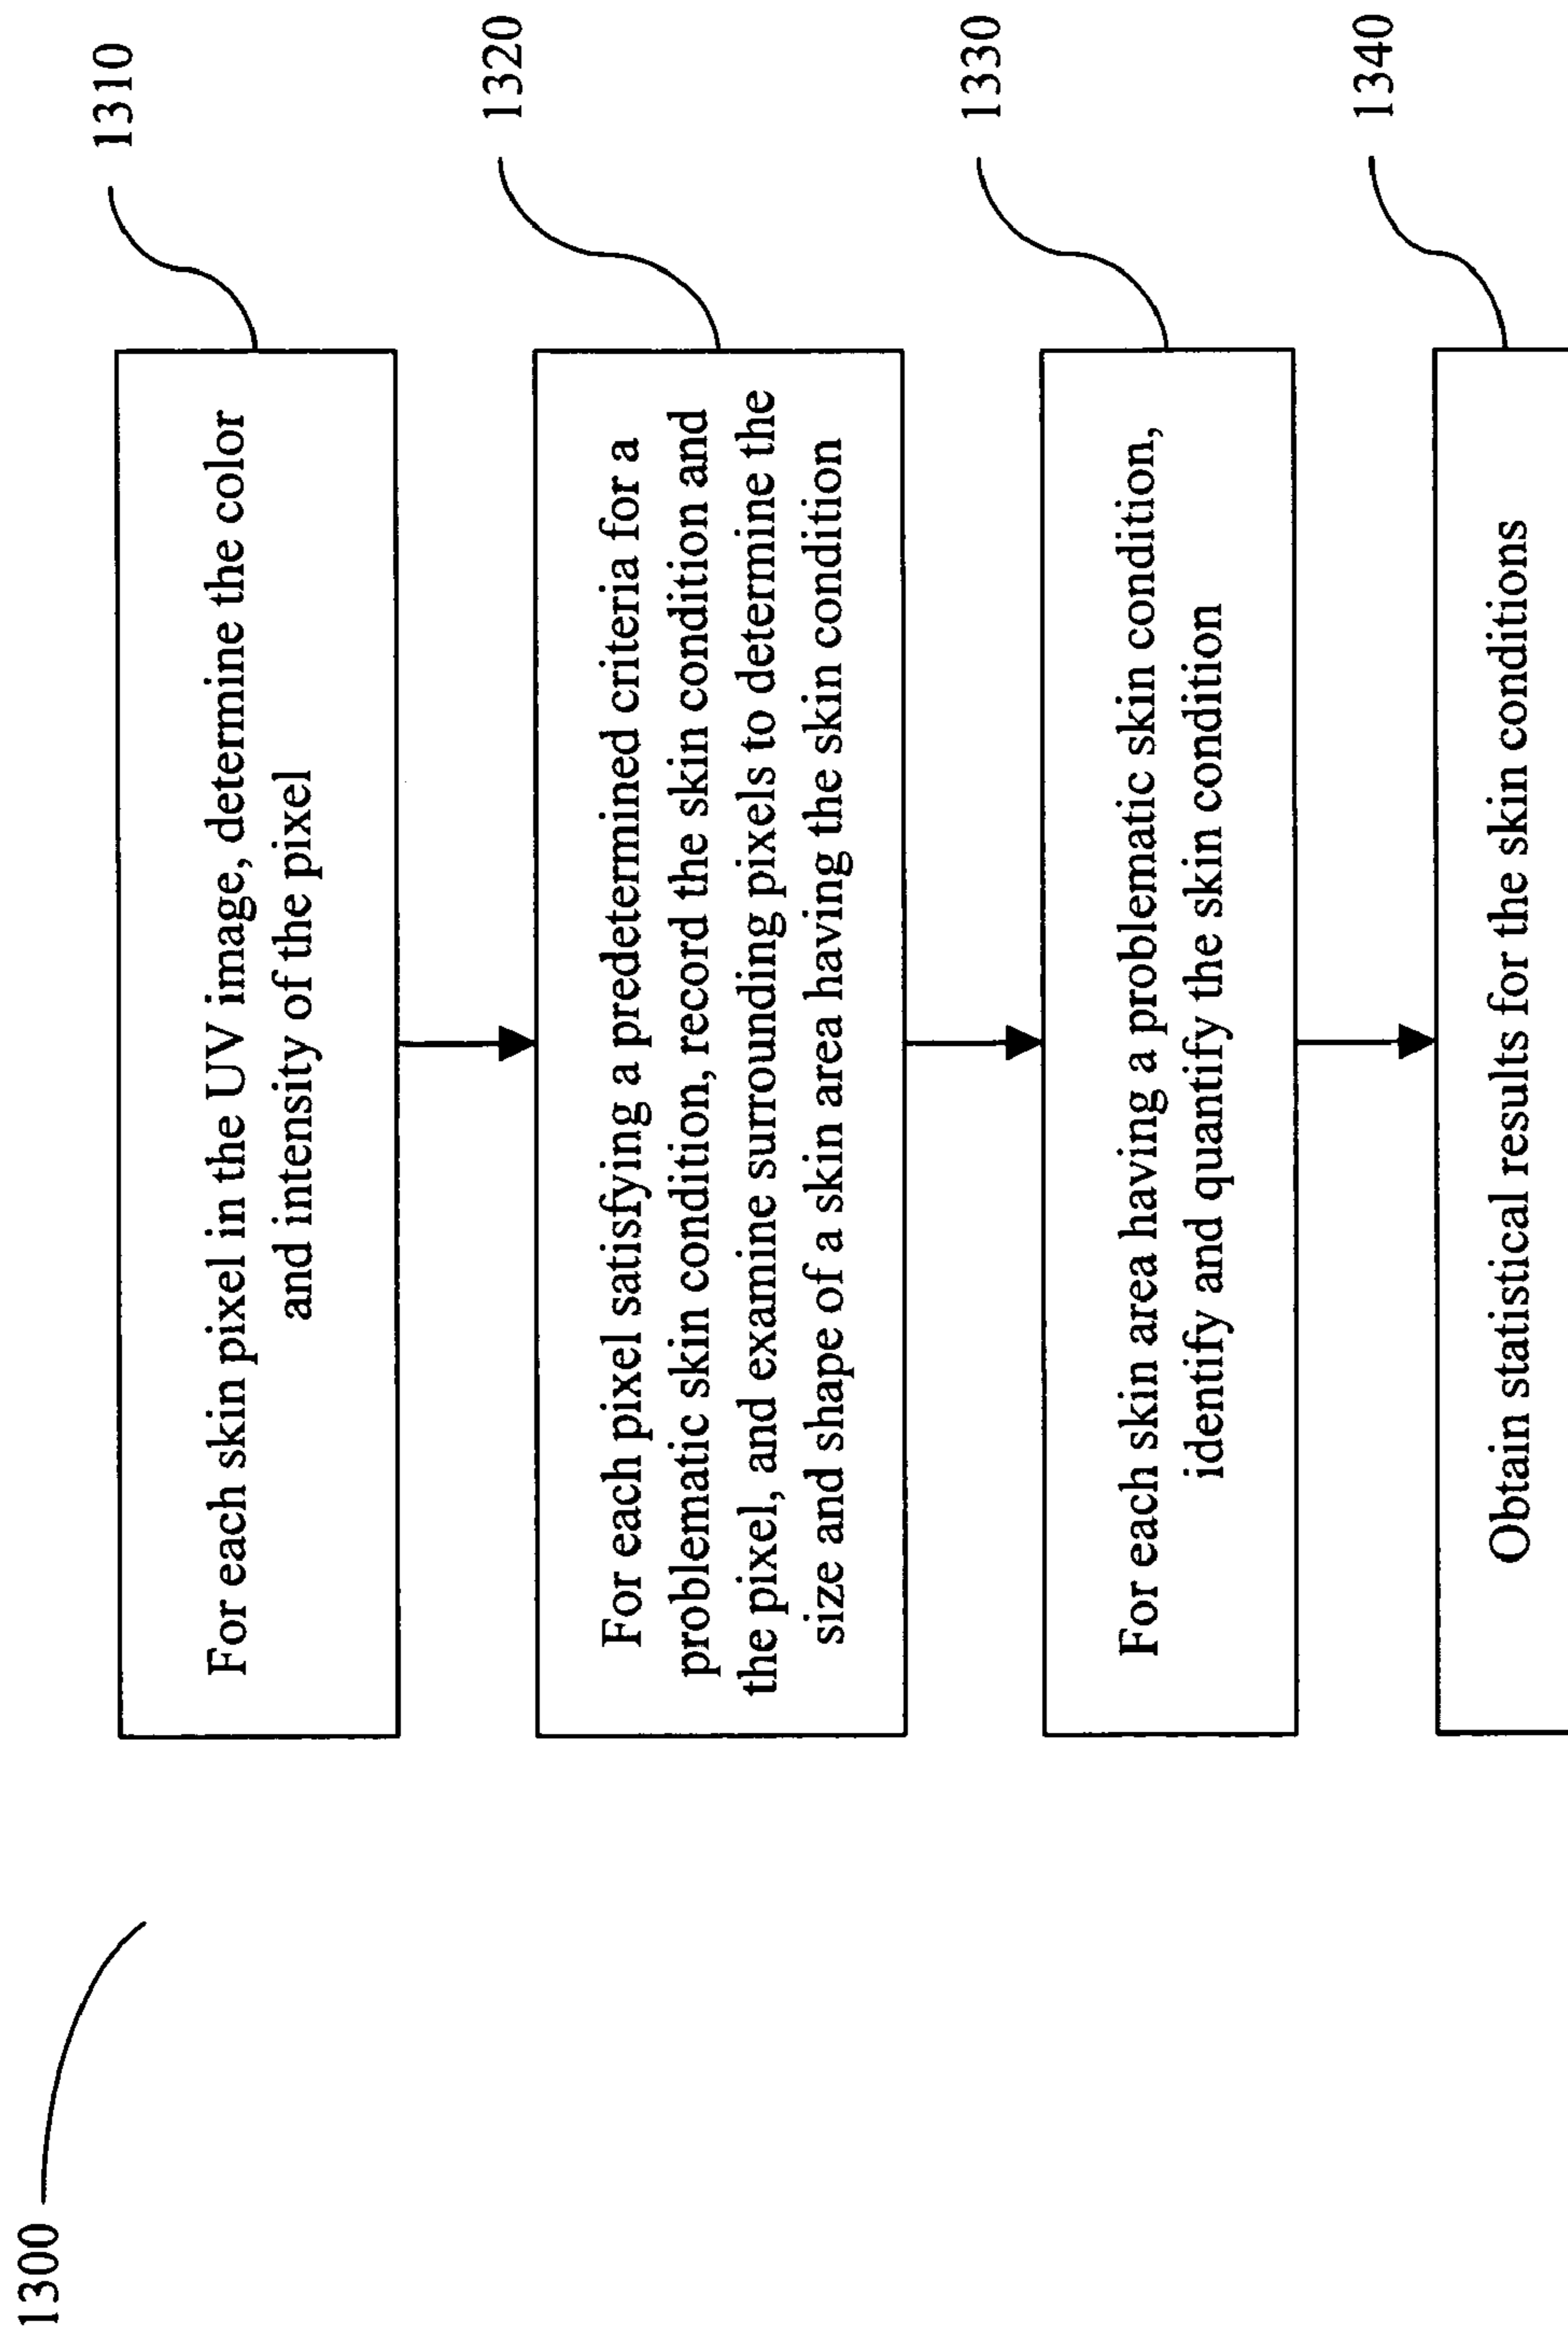 1300
1310
For each skin pixel in the UV image, determine the color
and intensity of the pixel
1320
For each pixel satisfying a predetermined criteria for a
problematic skin condition, record the skin condition and
the pixel, and examine surrounding pixels to determine the
size and shape of a skin area having the skin condition
1330
For each skin area having a problematic skin condition,
identify and quantify the skin condition
1340
Obtain statistical results for the skin conditions